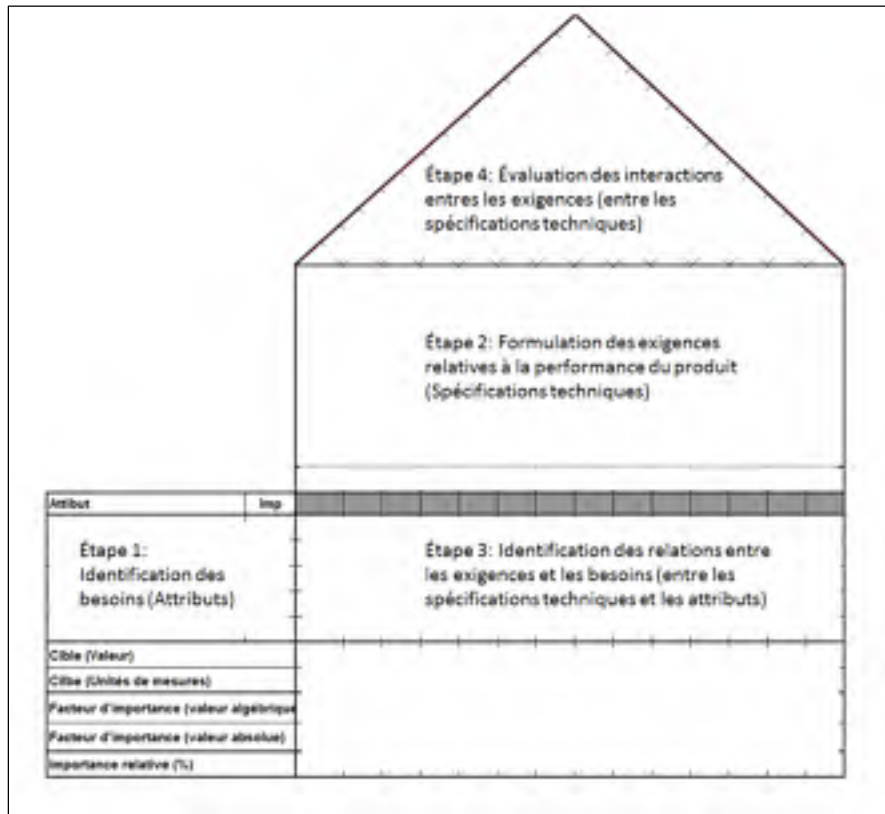 Étape 4: Évaluation des interactions
entres les exigences (entre les
spécifications techniques)
Étape 2: Formulation des exigences
relatives à la performance du produit
(Spécifications techniques)
Attibut Imp
Étape 1:
Identification des
besoins (Attributs)
Étape 3: Identification des relations entre
les exigences et les besoins (entre les
spécifications techniques et les attributs)
Cible (Valeur)
Cilbe (Unités de mesures)
Facteur d'importance (valeur algébrique
Facteur d'importance (valeur absolue)
Importance relative (%)